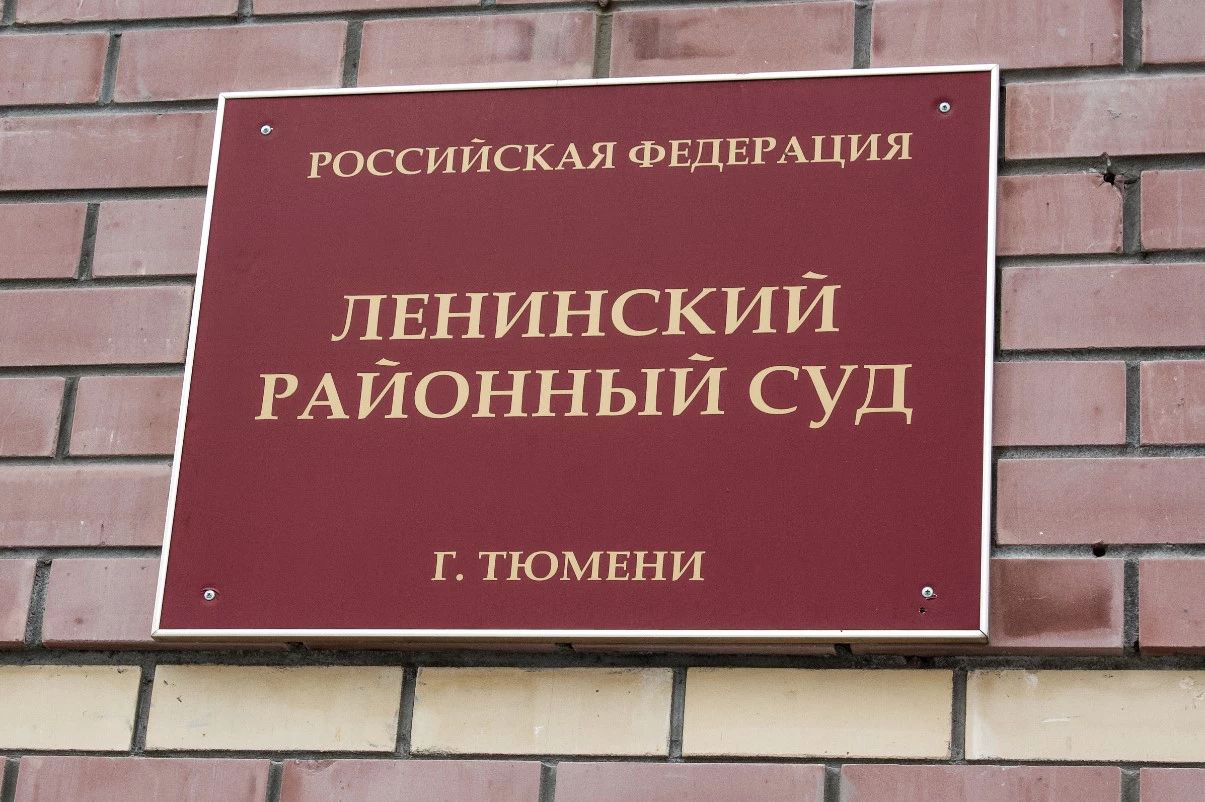 РОССИЙСКАЯ ФЕДЕРАЦИЯ
ЛЕНИНСКИЙ
РАЙОННЫЙ СУД
Г. ТЮМЕНИ